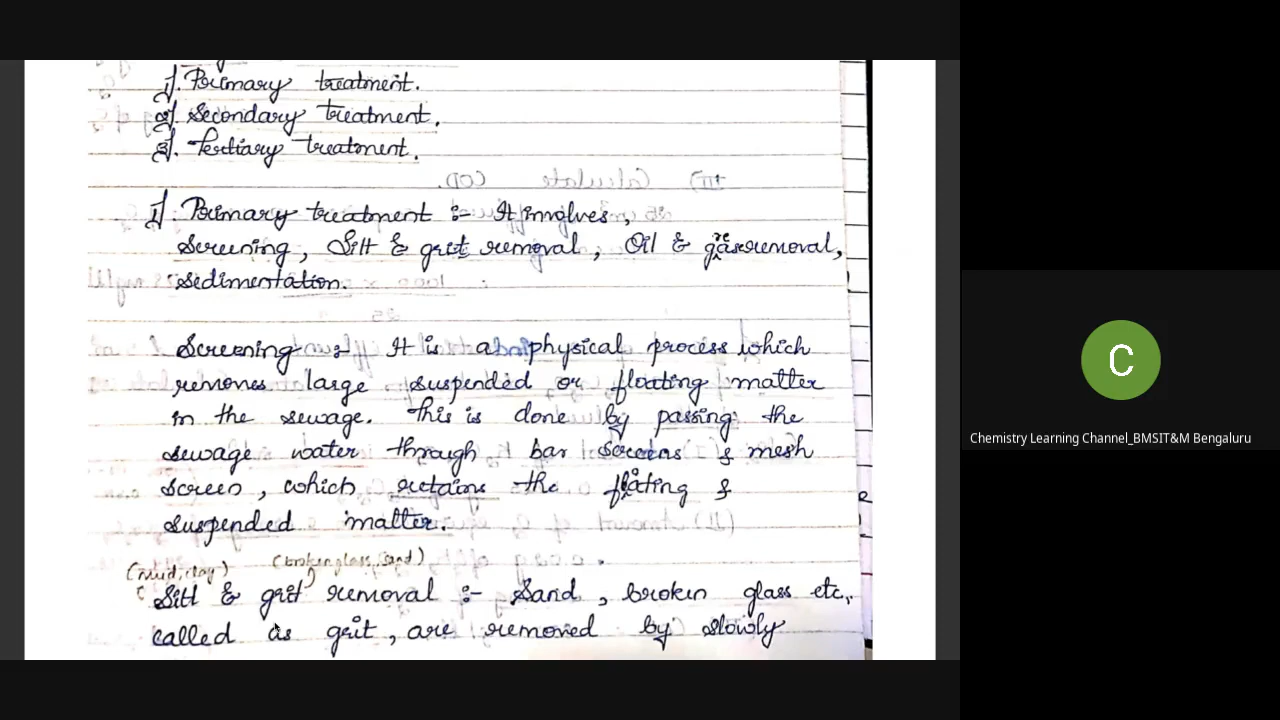 1). Primary treatment.
2). Secondary treatment.
3). Tertiary treatment.
III) Calculate COD.
1). Primary treatment :- It involves,
Screening, Silt & grit removal, Oil & grease removal,
Sedimentation.
Screening :- It is a physical process which
removes large suspended or floating matter
in the sewage. This is done by passing the
sewage water through bar screens & mesh
screen, which retains the floating &
suspended matter.
(Mud, clay) (broken glass, sand)
Silt & grit removal :- Sand, broken glass etc.,
called as grit, are removed by slowly
C
Chemistry Learning Channel_BMSIT&M Bengaluru